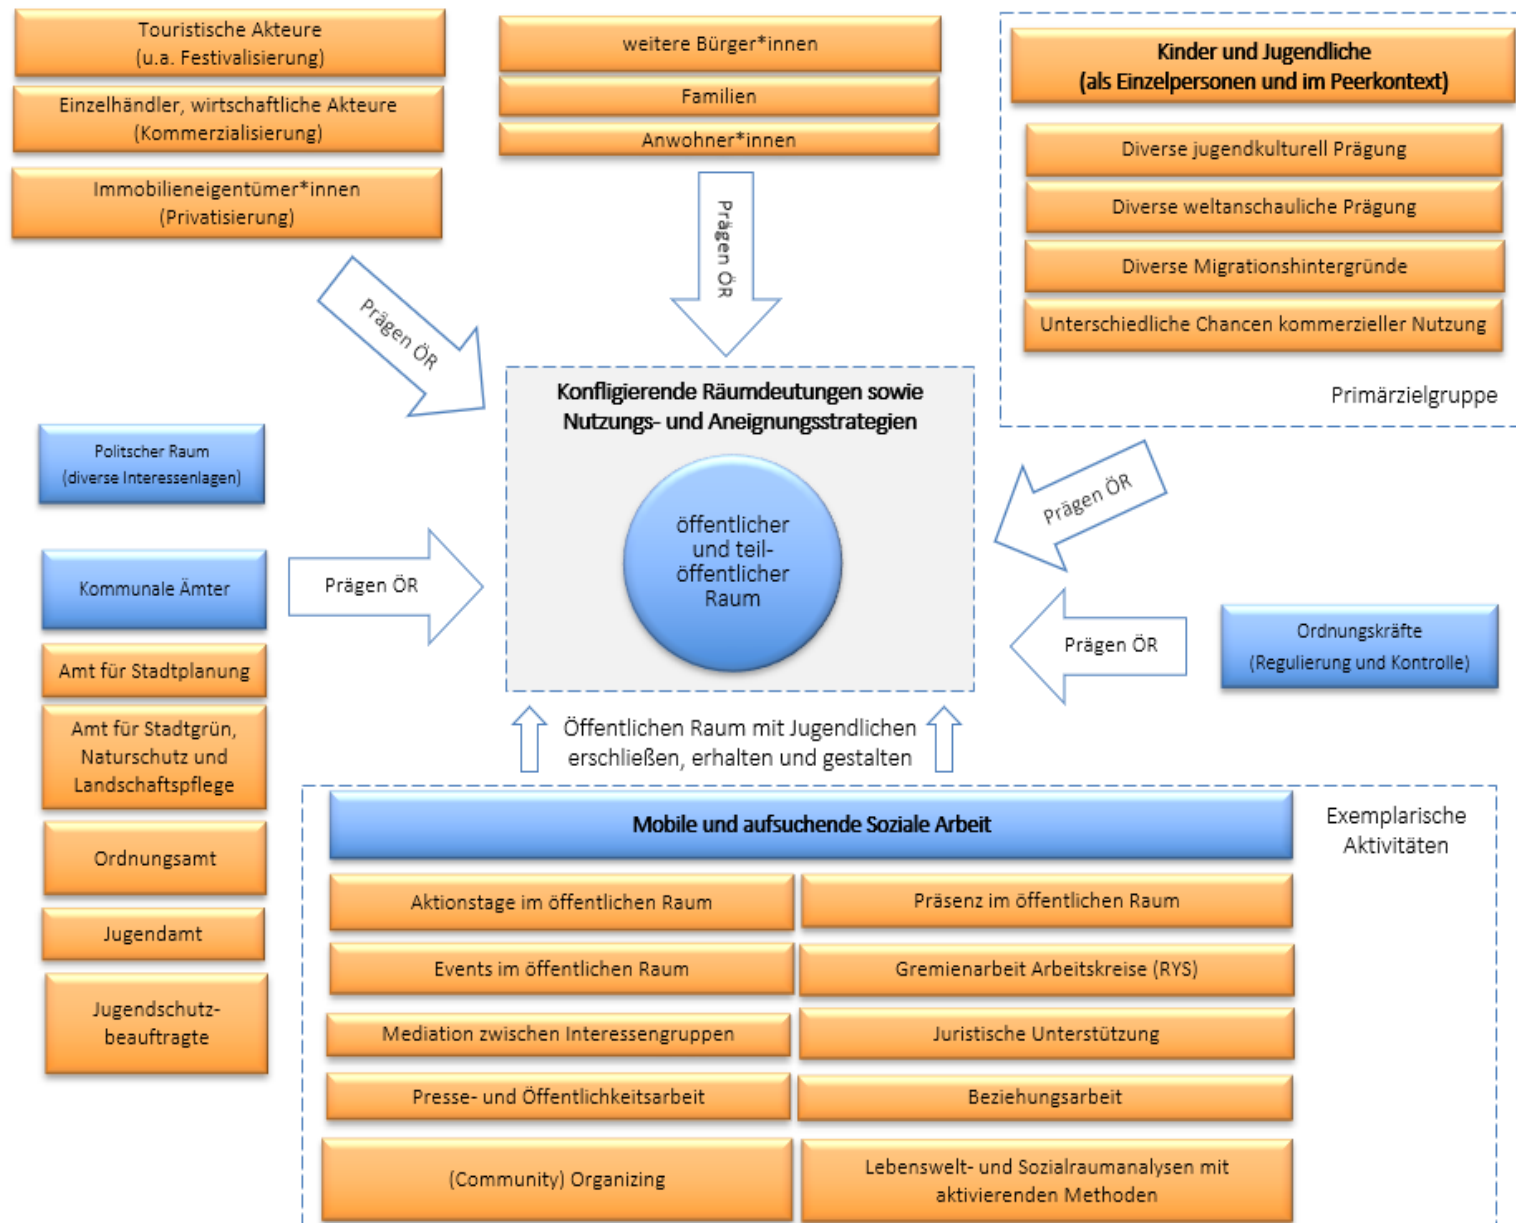 Touristische Akteure
(u.a. Festivalisierung)
Einzelhändler, wirtschaftliche Akteure
(Kommerzialisierung)
Immobilieneigentümer*innen
(Privatisierung)
weitere Bürger*innen
Familien
Anwohner*innen
Kinder und Jugendliche
(als Einzelpersonen und im Peerkontext)
Diverse jugendkulturell Prägung
Diverse weltanschauliche Prägung
Diverse Migrationshintergründe
Unterschiedliche Chancen kommerzieller Nutzung
Primärzielgruppe
Prägen ÖR
Prägen ÖR
Prägen ÖR
Konfligierende Räumdeutungen sowie
Nutzungs- und Aneignungsstrategien
öffentlicher
und teil-
öffentlicher
Raum
Politscher Raum
(diverse Interessenlagen)
Kommunale Ämter
Prägen ÖR
Prägen ÖR
Ordnungskräfte
(Regulierung und Kontrolle)
Amt für Stadtplanung
Amt für Stadtgrün,
Naturschutz und
Landschaftspflege
Ordnungsamt
Jugendamt
Jugendschutz-
beauftragte
Öffentlichen Raum mit Jugendlichen
erschließen, erhalten und gestalten
Mobile und aufsuchende Soziale Arbeit
Exemplarische
Aktivitäten
Aktionstage im öffentlichen Raum
Präsenz im öffentlichen Raum
Events im öffentlichen Raum
Gremienarbeit Arbeitskreise (RYS)
Mediation zwischen Interessengruppen
Juristische Unterstützung
Presse- und Öffentlichkeitsarbeit
Beziehungsarbeit
(Community) Organizing
Lebenswelt- und Sozialraumanalysen mit
aktivierenden Methoden